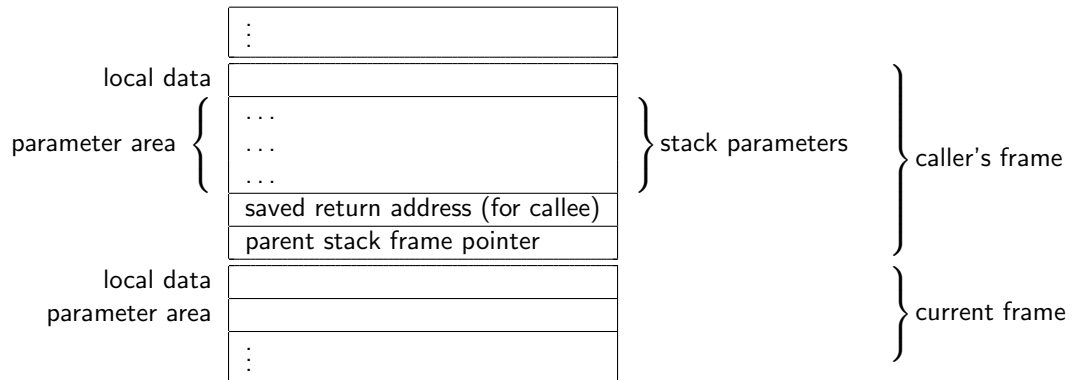 ⋮
local data
parameter area
. . .
. . .
. . .
stack parameters
caller's frame
saved return address (for callee)
parent stack frame pointer
local data
parameter area
current frame
⋮